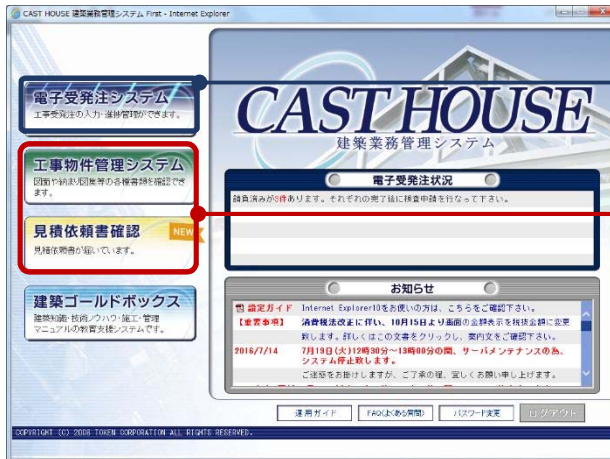 CAST HOUSE 建築業務管理システム First - Internet Explorer
電子受発注システム
工事受発注の入力・進捗管理ができます。
工事物件管理システム
図面や納まり図集等の各種書類を確認でき
ます。
見積依頼書確認 NEW
見積依頼書が届いています。
建築ゴールドボックス
建築知識・技術ノウハウ・施工・管理
マニュアルの教育支援システムです。
CAST HOUSE
建築業務管理システム
電子受発注状況
請負済みが3件あります。それぞれの完了後に検査申請を行なって下さい。
お知らせ
設定ガイド Internet Explorer10をお使いの方は、こちらをご確認下さい。
【重要事項】 消費税法改正に伴い、10月15日より画面の金額表示を税抜金額に変更
致します。詳しくはこの文書をクリックし、案内文をご確認下さい。
2016/7/14 7月19日(火)12時30分~13時00分の間、サーバメンテナンスの為、
システム停止致します。
ご迷惑をお掛けしますが、ご了承の程、宜しくお願い申し上げます。
運用ガイド FAQ(よくある質問) パスワード変更 ログアウト
COPYRIGHT (C) 2008 TOKEN CORPORATION ALL RIGHTS RESERVED.